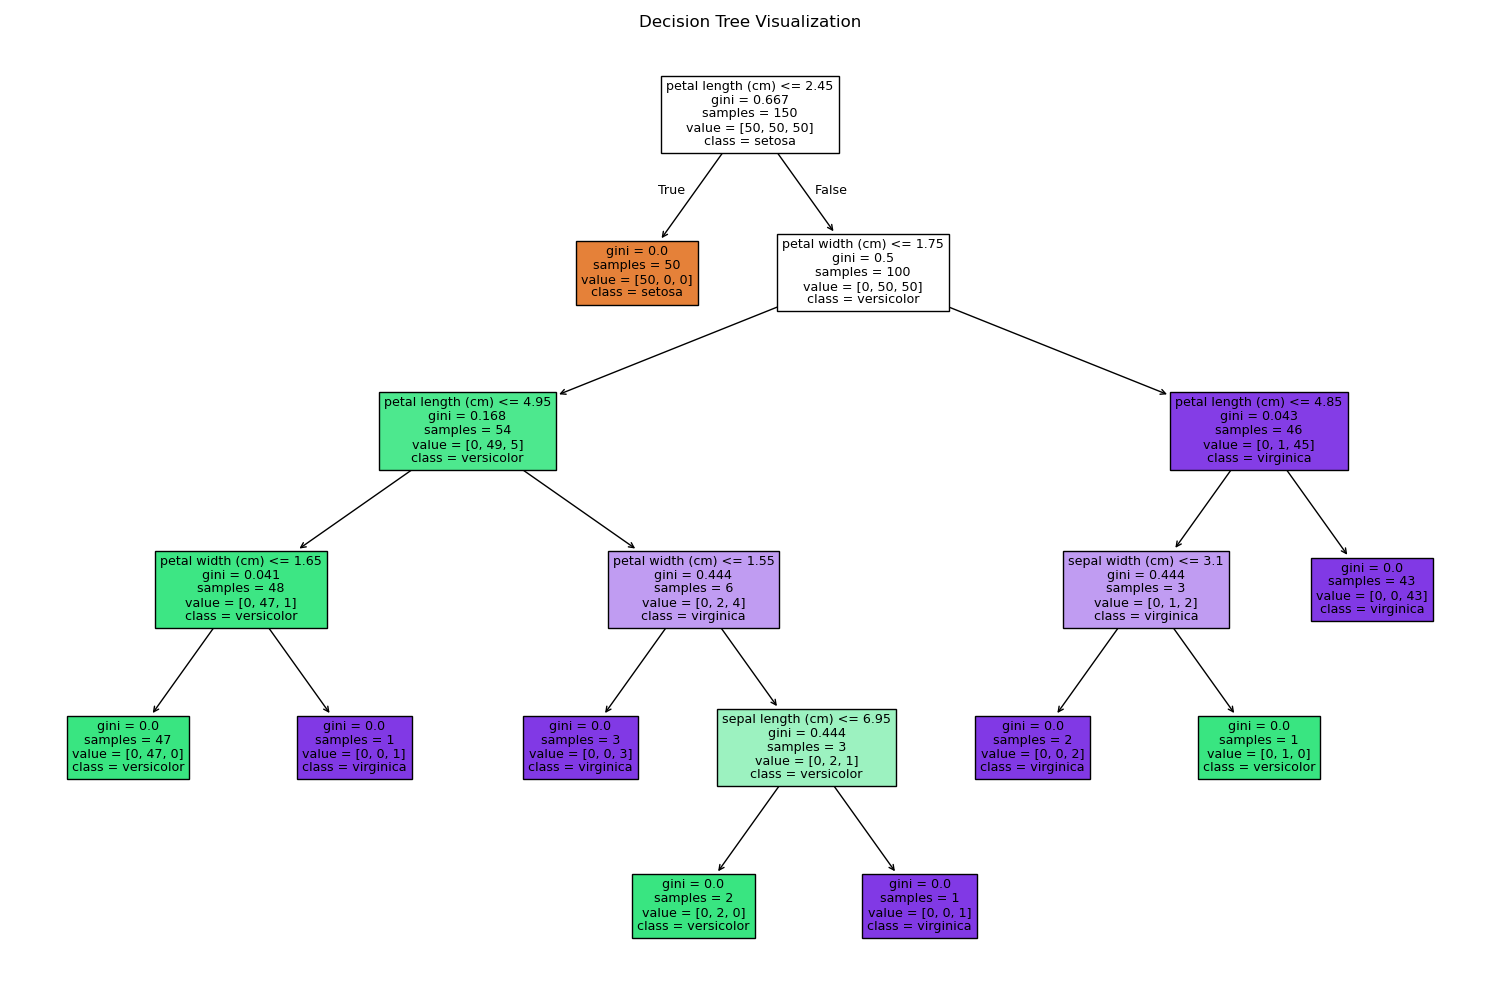 Decision Tree Visualization
petal length (cm) <= 2.45
gini = 0.667
samples = 150
value = [50, 50, 50]
class = setosa
True
False
gini = 0.0
samples = 50
value = [50, 0, 0]
class = setosa
petal width (cm) <= 1.75
gini = 0.5
samples = 100
value = [0, 50, 50]
class = versicolor
petal length (cm) <= 4.95
gini = 0.168
samples = 54
value = [0, 49, 5]
class = versicolor
petal length (cm) <= 4.85
gini = 0.043
samples = 46
value = [0, 1, 45]
class = virginica
petal width (cm) <= 1.65
gini = 0.041
samples = 48
value = [0, 47, 1]
class = versicolor
petal width (cm) <= 1.55
gini = 0.444
samples = 6
value = [0, 2, 4]
class = virginica
sepal width (cm) <= 3.1
gini = 0.444
samples = 3
value = [0, 1, 2]
class = virginica
gini = 0.0
samples = 43
value = [0, 0, 43]
class = virginica
gini = 0.0
samples = 47
value = [0, 47, 0]
class = versicolor
gini = 0.0
samples = 1
value = [0, 0, 1]
class = virginica
gini = 0.0
samples = 3
value = [0, 0, 3]
class = virginica
sepal length (cm) <= 6.95
gini = 0.444
samples = 3
value = [0, 2, 1]
class = versicolor
gini = 0.0
samples = 2
value = [0, 0, 2]
class = virginica
gini = 0.0
samples = 1
value = [0, 1, 0]
class = versicolor
gini = 0.0
samples = 2
value = [0, 2, 0]
class = versicolor
gini = 0.0
samples = 1
value = [0, 0, 1]
class = virginica